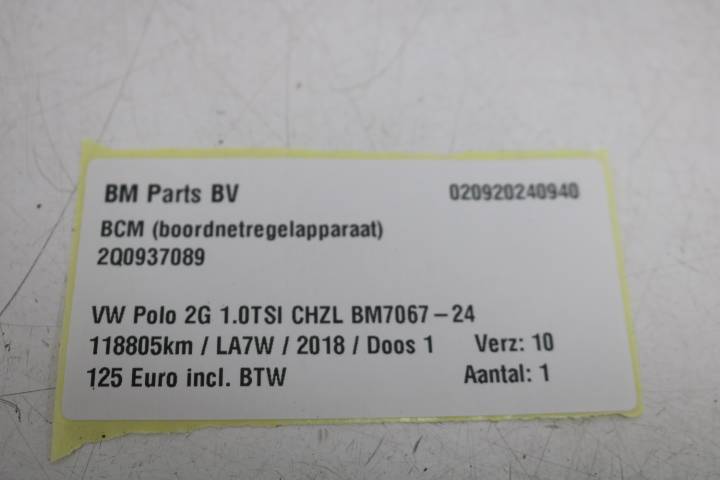 BM Parts BV 020920240940
BCM (boordnetregelapparaat)
2Q0937089
VW Polo 2G 1.0TSI CHZL BM7067-24
118805km / LA7W / 2018 / Doos 1 Verz: 10
125 Euro incl. BTW Aantal: 1